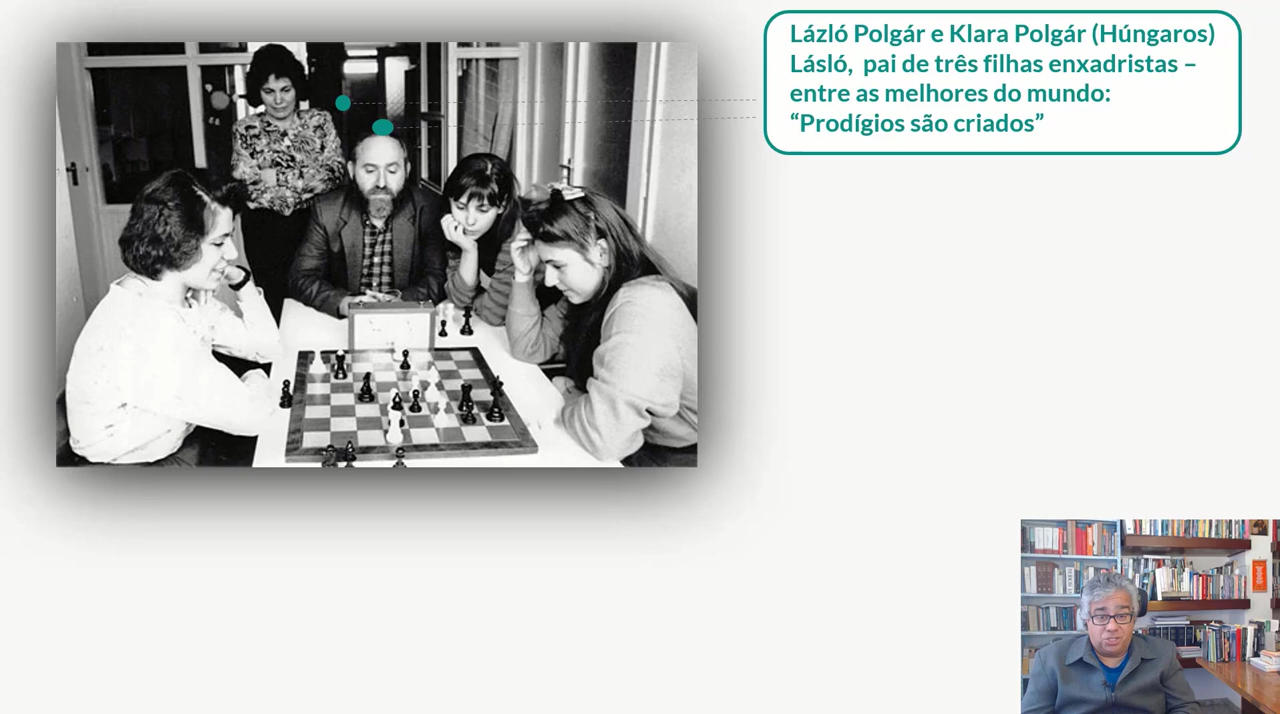 Lázló Polgár e Klara Polgár (Húngaros)
Lásló, pai de três filhas enxadristas –
entre as melhores do mundo:
“Prodígios são criados”